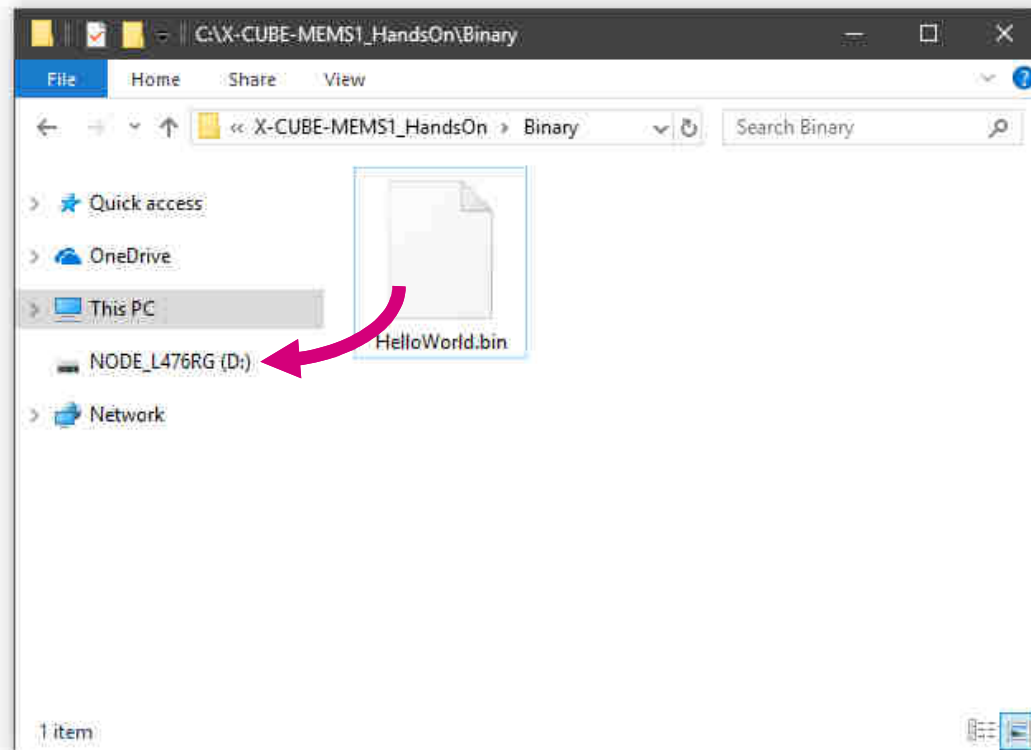 C:\X-CUBE-MEMS1_HandsOn\Binary
File Home Share View
« X-CUBE-MEMS1_HandsOn > Binary
Search Binary
Quick access
OneDrive
This PC
NODE_L476RG (D:)
Network
HelloWorld.bin
1 item